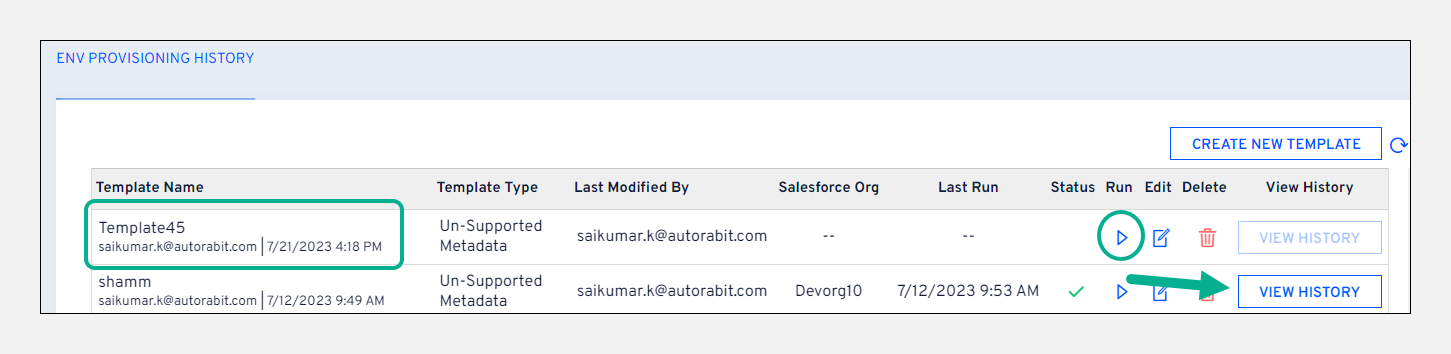 ENV PROVISIONING HISTORY
CREATE NEW TEMPLATE
Template Name Template Type Last Modified By Salesforce Org Last Run Status Run Edit Delete View History
Template45
saikumar.k@autorabit.com | 7/21/2023 4:18 PM
Un-Supported
Metadata
saikumar.k@autorabit.com -- -- VIEW HISTORY
shamm
saikumar.k@autorabit.com | 7/12/2023 9:49 AM
Un-Supported
Metadata
saikumar.k@autorabit.com Devorg10 7/12/2023 9:53 AM VIEW HISTORY